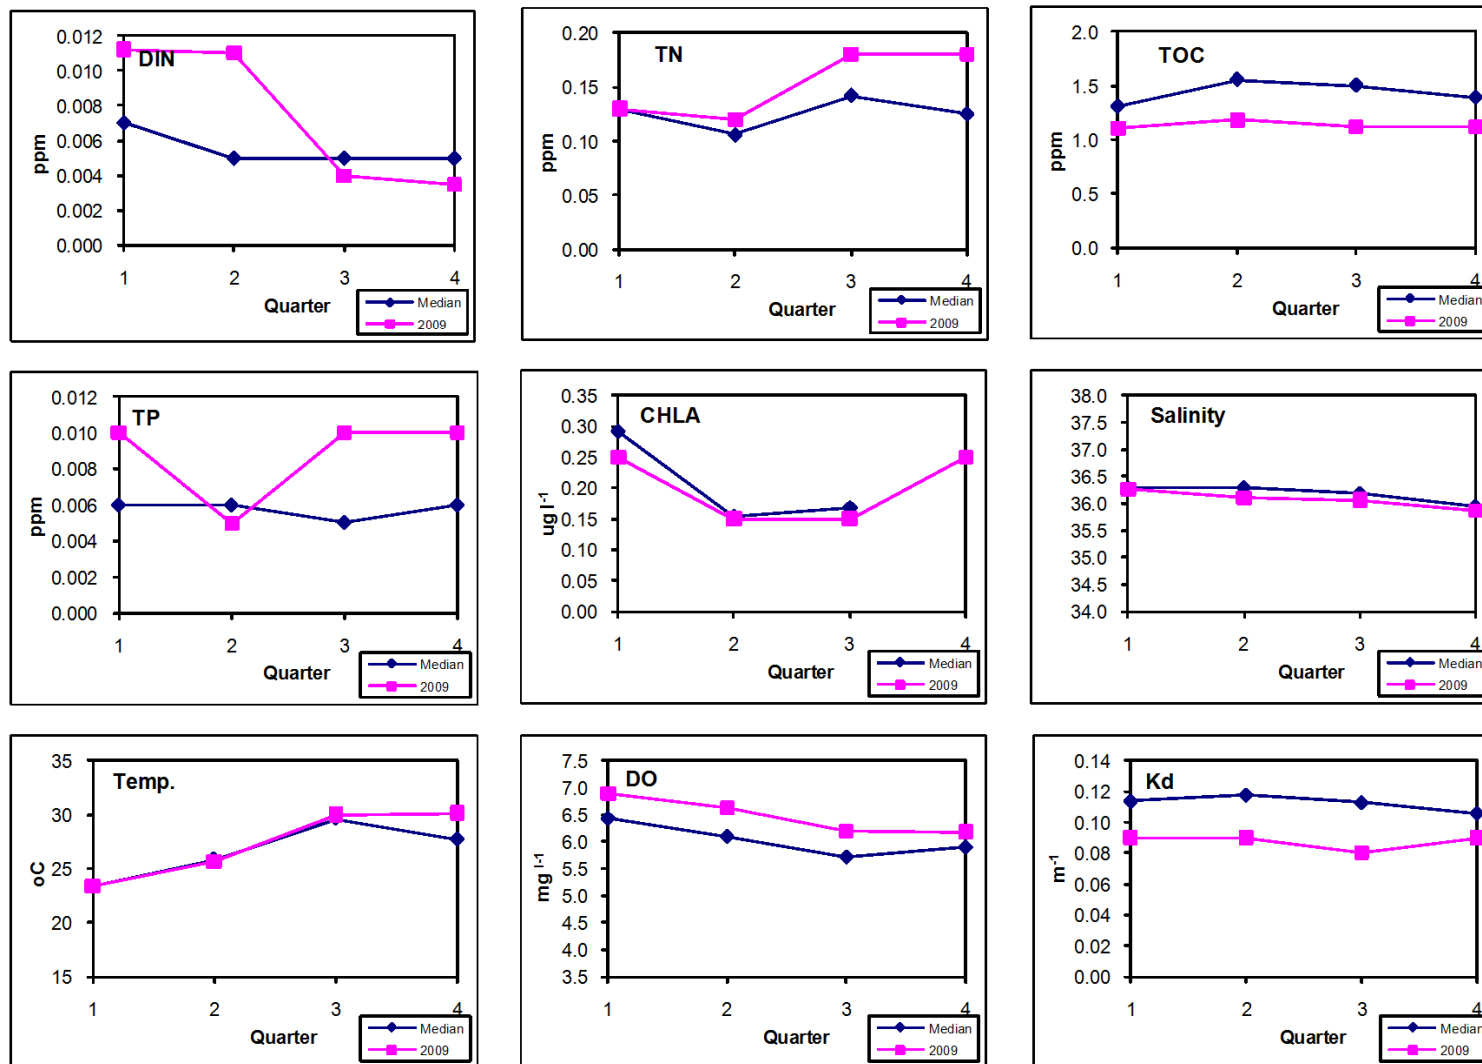 DIN
ppm
0.012
0.010
0.008
0.006
0.004
0.002
0.000
1 2 3 4
Quarter
Median
2009
TN
ppm
0.20
0.15
0.10
0.05
0.00
1 2 3 4
Quarter
Median
2009
TOC
ppm
2.0
1.5
1.0
0.5
0.0
1 2 3 4
Quarter
Median
2009
TP
ppm
0.012
0.010
0.008
0.006
0.004
0.002
0.000
1 2 3 4
Quarter
Median
2009
CHLA
ug l-1
0.35
0.30
0.25
0.20
0.15
0.10
0.05
0.00
1 2 3 4
Quarter
Median
2009
Salinity
38.0
37.5
37.0
36.5
36.0
35.5
35.0
34.5
34.0
1 2 3 4
Quarter
Median
2009
Temp.
oC
35
30
25
20
15
1 2 3 4
Quarter
Median
2009
DO
mg l-1
7.5
7.0
6.5
6.0
5.5
5.0
4.5
4.0
3.5
1 2 3 4
Quarter
Median
2009
Kd
m-1
0.14
0.12
0.10
0.08
0.06
0.04
0.02
0.00
1 2 3 4
Quarter
Median
2009